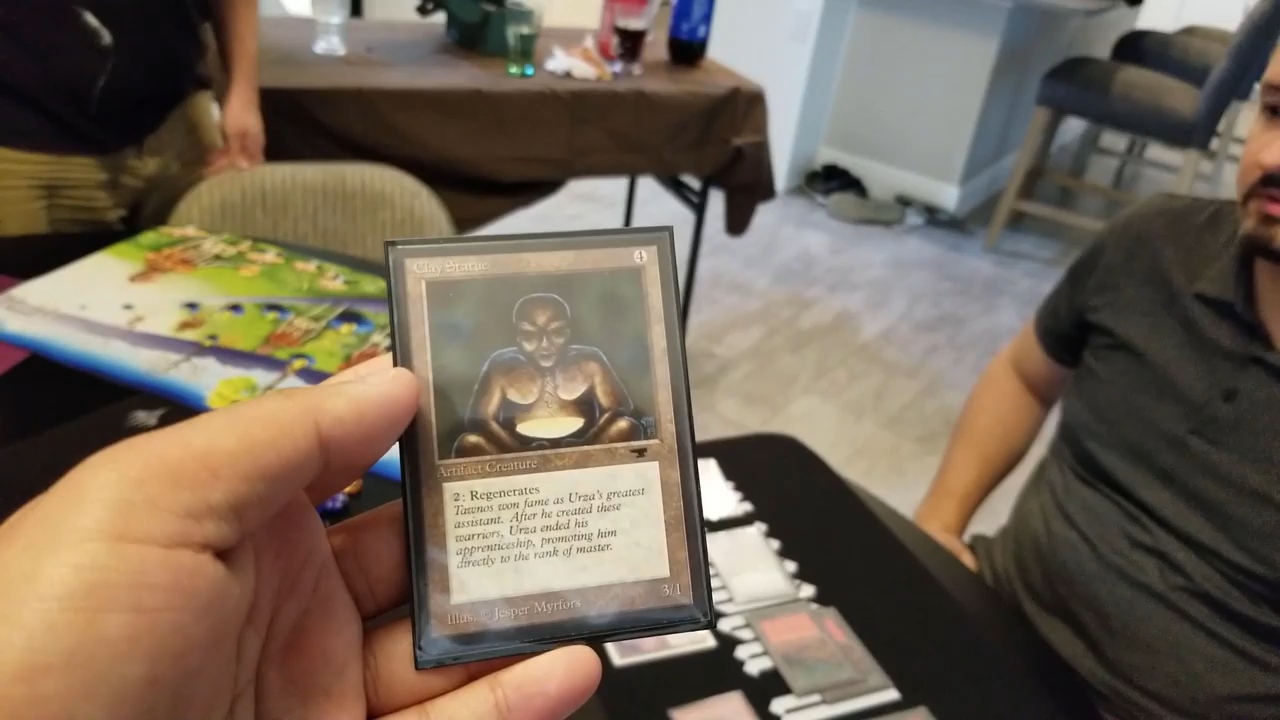 Clay Statue 4
Artifact Creature
2: Regenerates
Tawnos won fame as Urza's greatest
assistant. After he created these
warriors, Urza ended his
apprenticeship, promoting him
directly to the rank of master.
3/1
Illus. © Jesper Myrfors